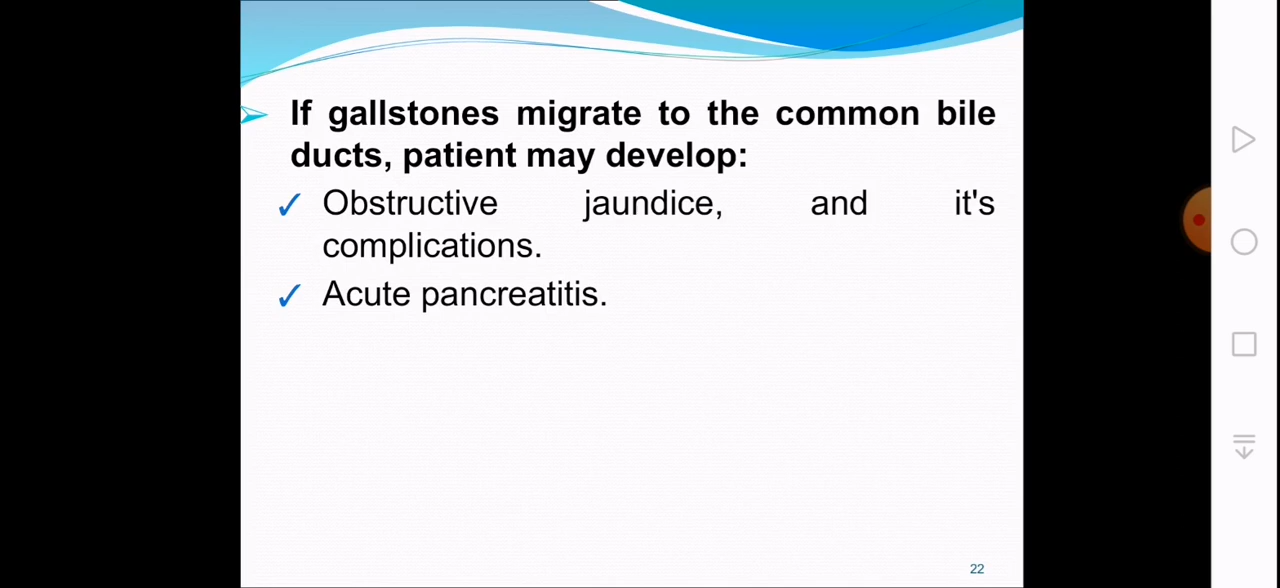 If gallstones migrate to the common bile
ducts, patient may develop:
Obstructive jaundice, and it's
complications.
Acute pancreatitis.
22